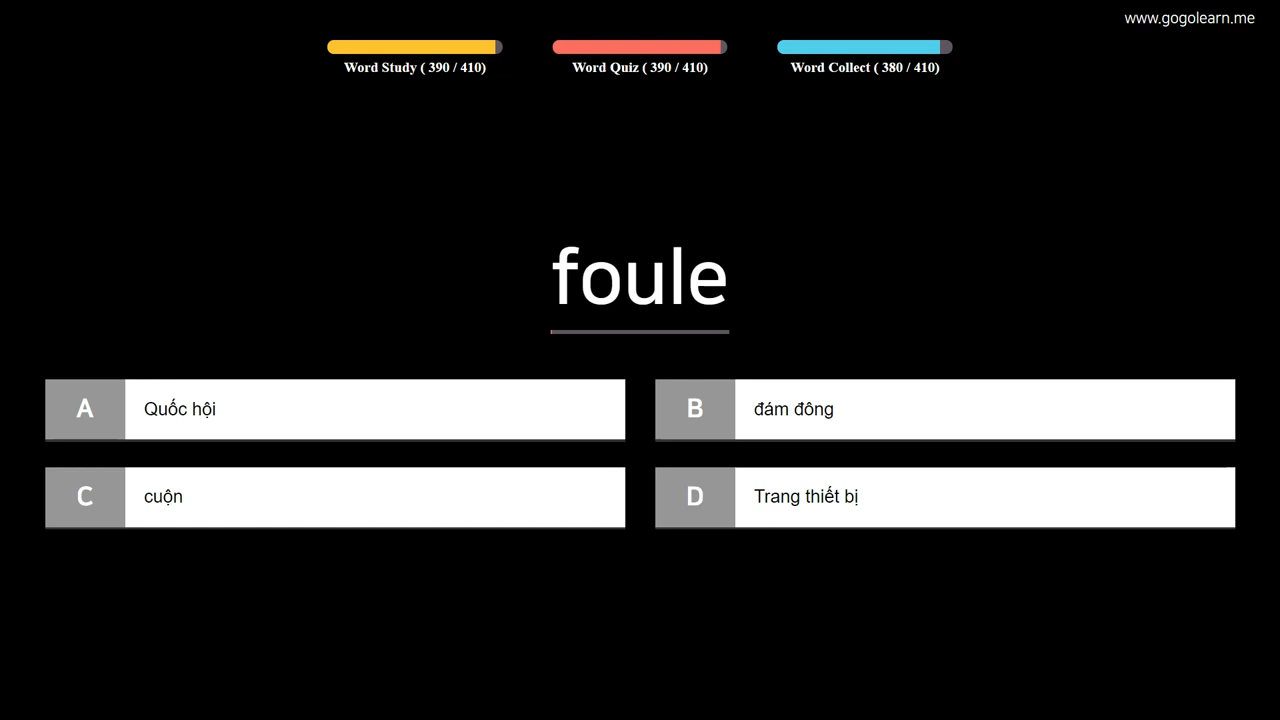 www.gogolearn.me
Word Study ( 390 / 410)
Word Quiz ( 390 / 410)
Word Collect ( 380 / 410)
foule
A Quốc hội
B đám đông
C cuộn
D Trang thiết bị